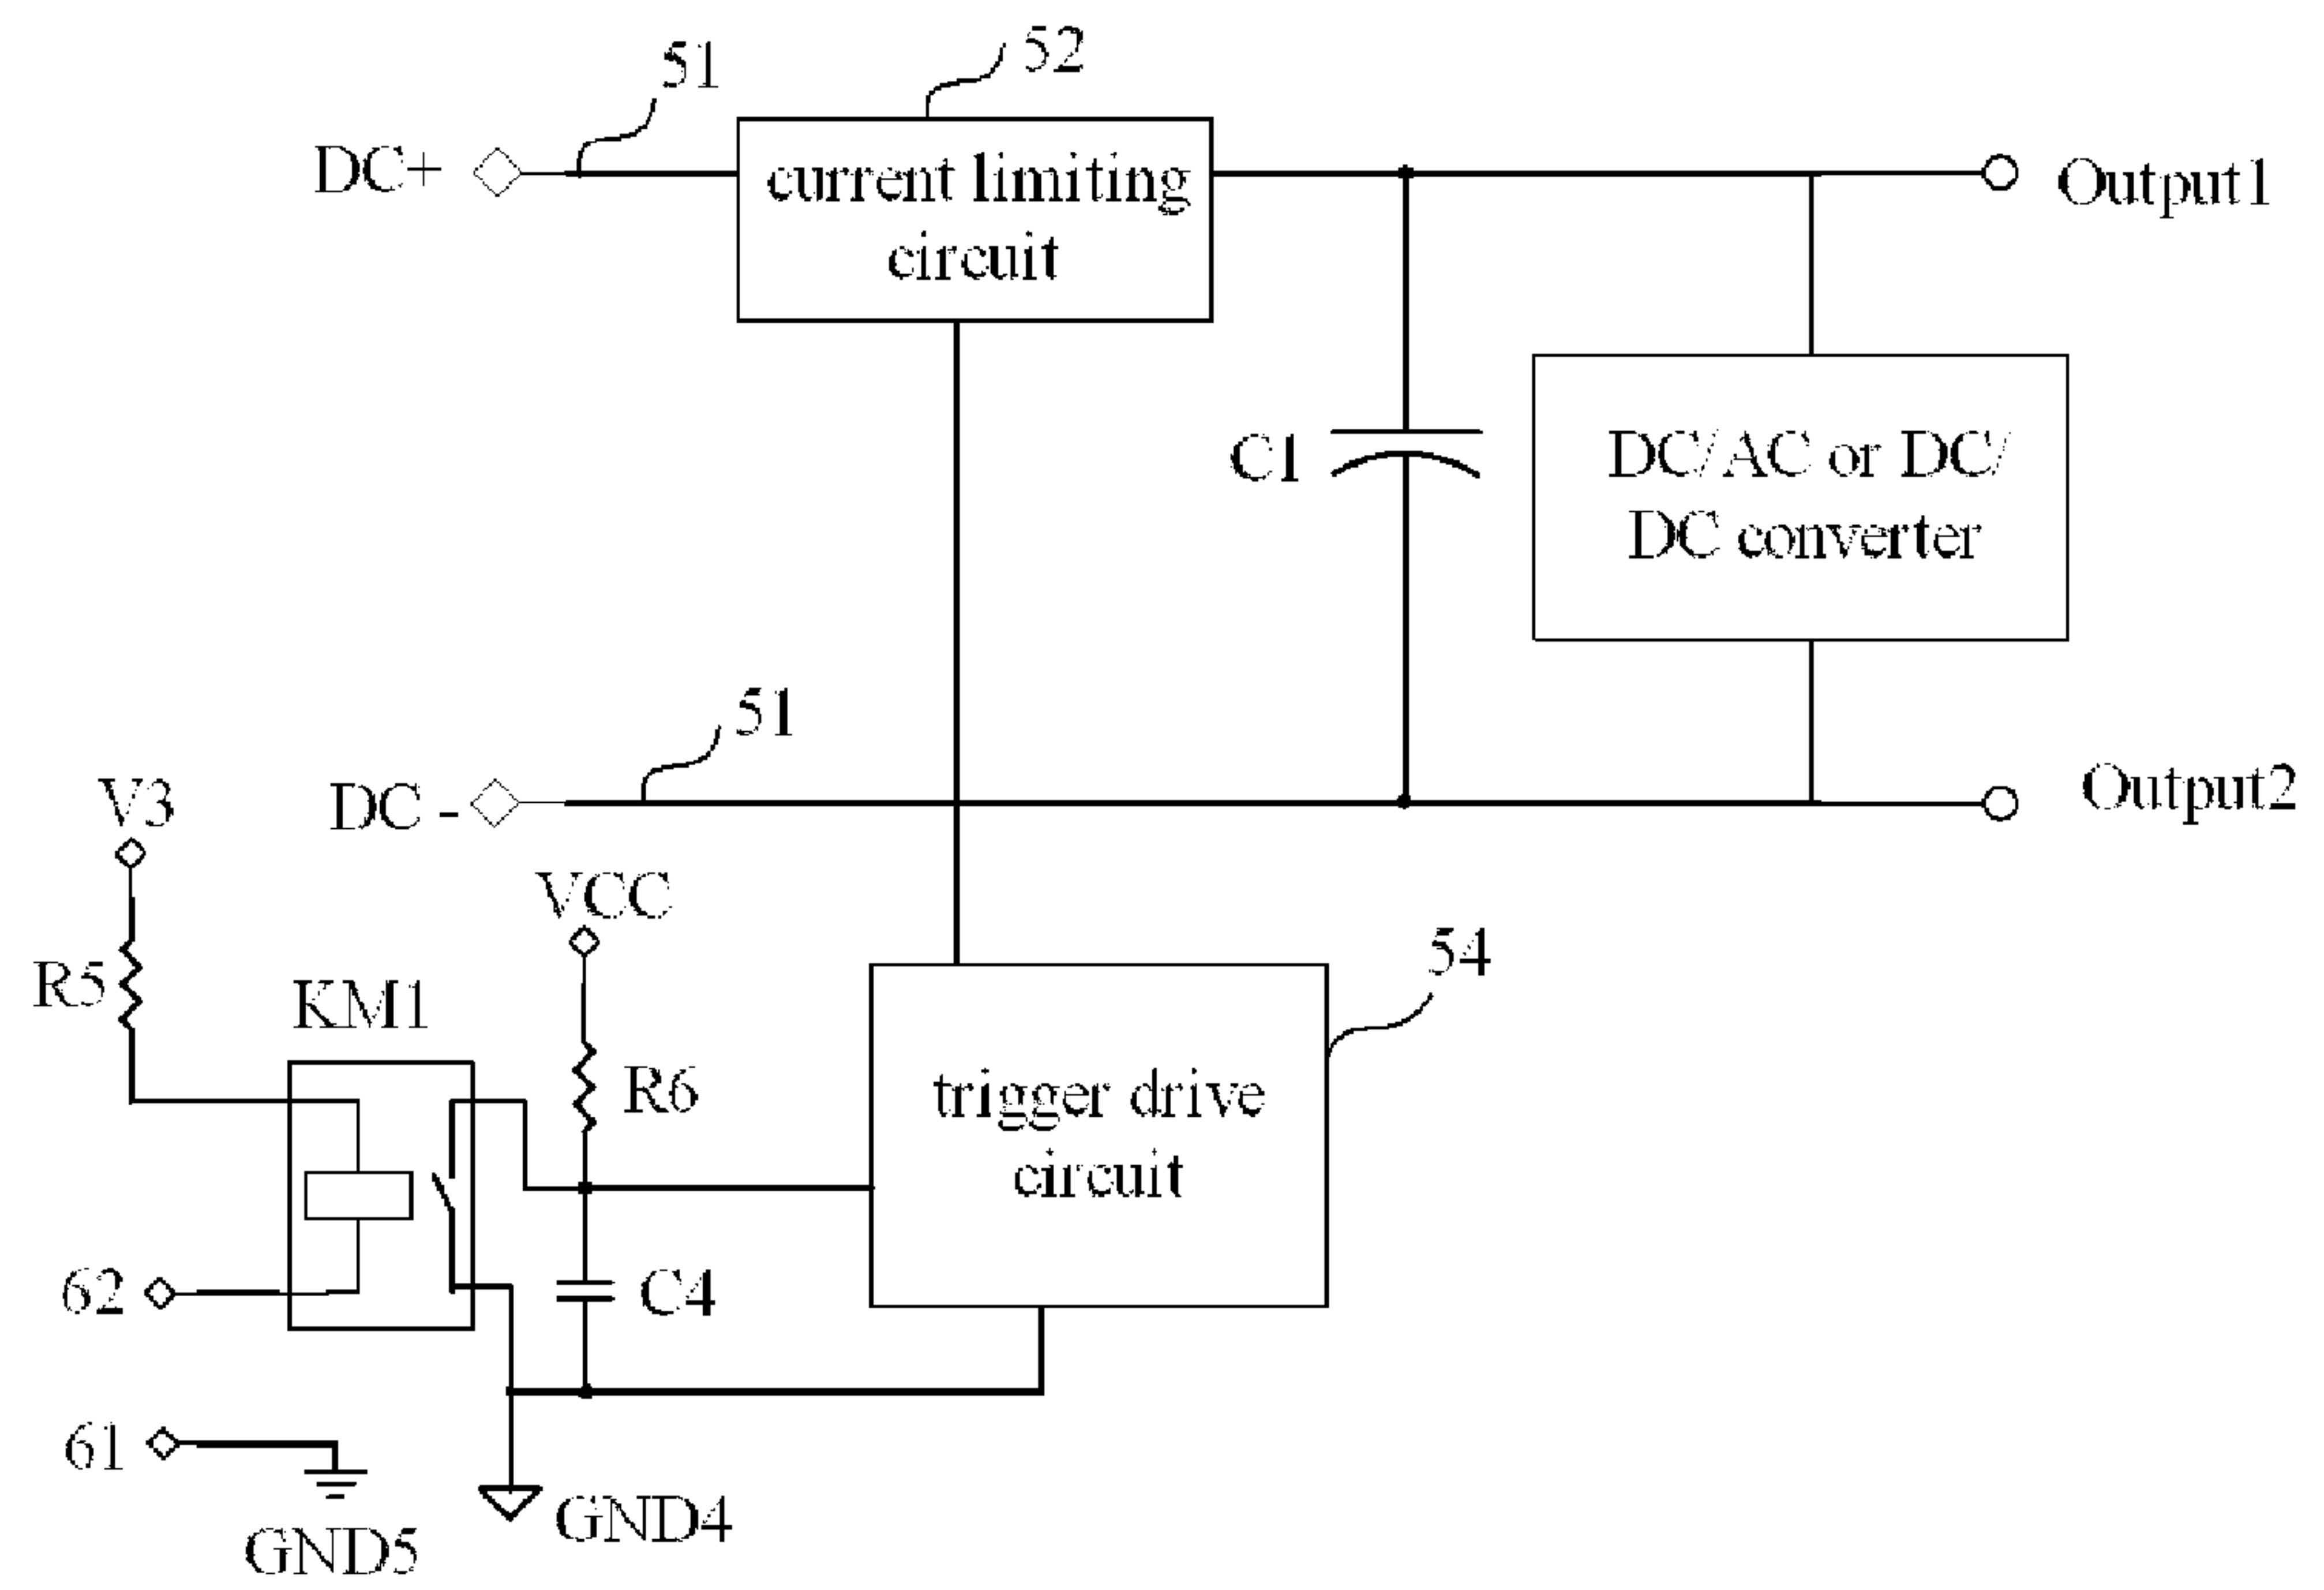 51
52
DC+
current limiting
circuit
Output1
C1
DC/AC or DC/
DC converter
51
V3
DC -
Output2
VCC
54
R5
KM1
R6
trigger drive
circuit
62
C4
61
GND4
GND5